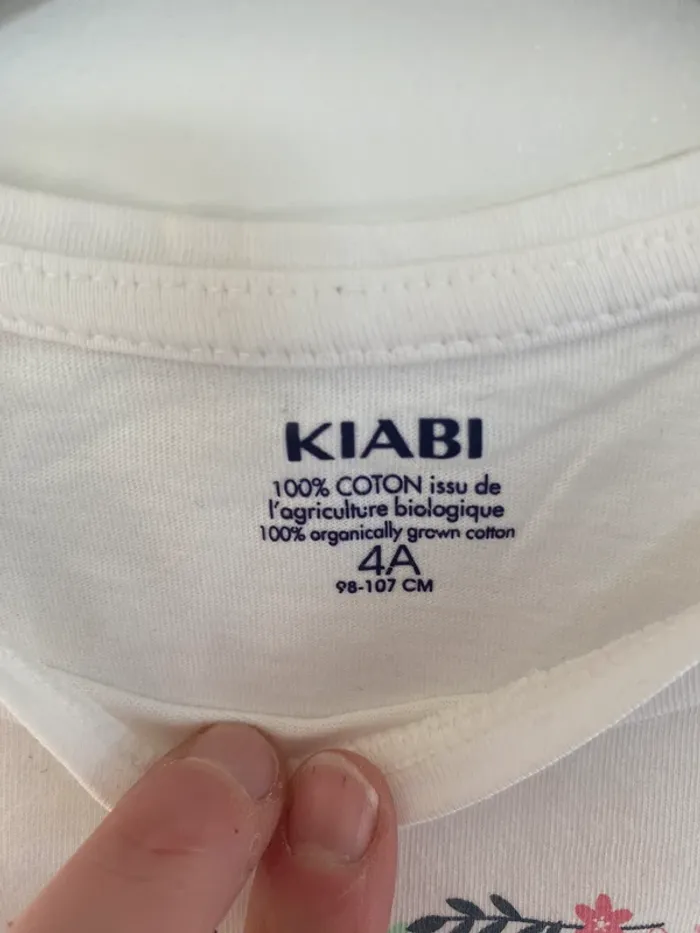 KIABI
100% COTON issu de
l'agriculture biologique
100% organically grown cotton
4A
98-107 CM